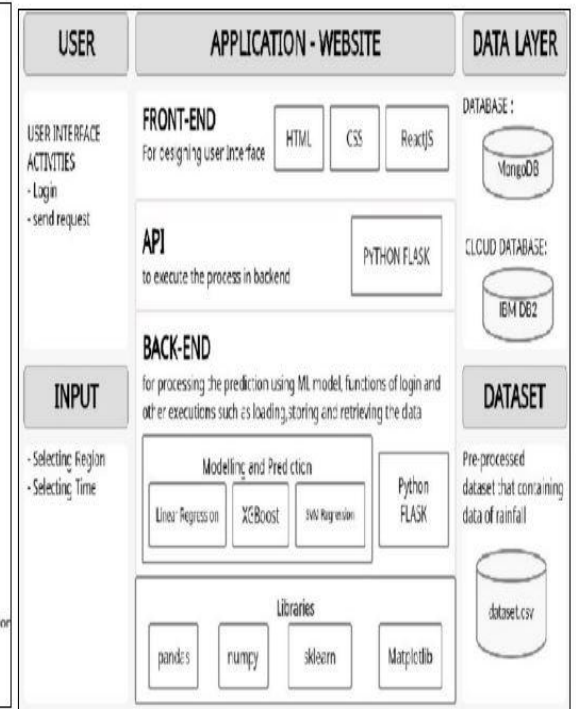 USER
APPLICATION - WEBSITE
DATA LAYER
USER INTERFACE
ACTIVITIES
- Login
- send request
FRONT-END
For designing user Interface
HTML
CSS
ReactJS
DATABASE :
MongoDB
API
to execute the process in backend
PYTHON FLASK
CLOUD DATABASE:
IBM DB2
BACK-END
for processing the prediction using ML model, functions of login and
other executions such as loading,storing and retrieving the data
INPUT
- Selecting Region
- Selecting Time
DATASET
Pre-processed
dataset that containing
data of rainfall
dataset.csv
Modelling and Prediction
Linear Regression
XGBoost
SVM Regression
Python
FLASK
Libraries
pandas
numpy
sklearn
Matplotlib
or